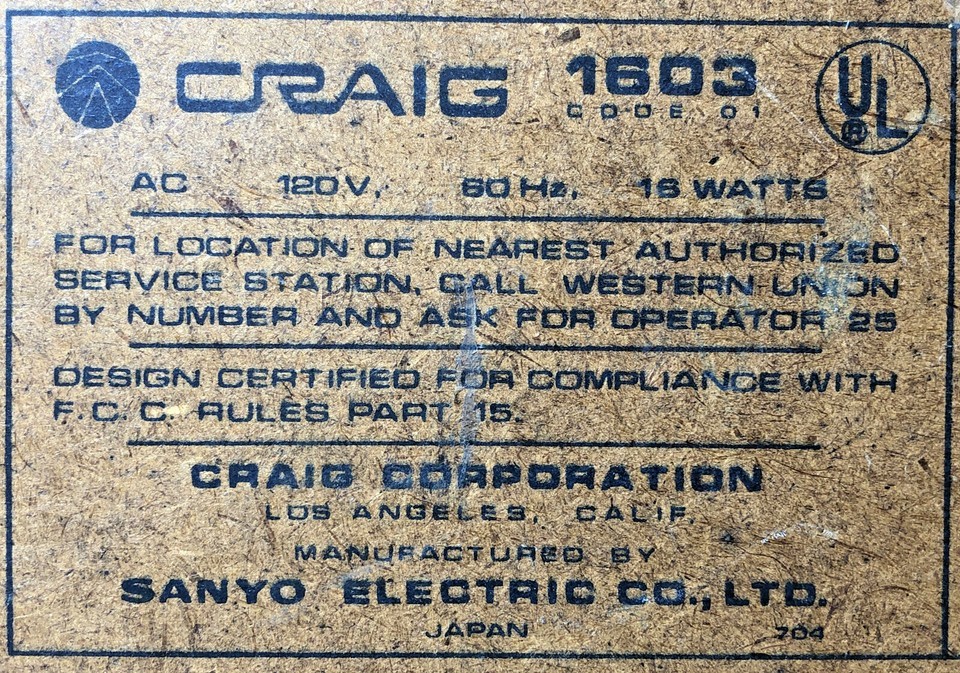 CRAIG 1603 UL
CODE 01 ®
AC 120V, 60 Hz, 16 WATTS
FOR LOCATION OF NEAREST AUTHORIZED
SERVICE STATION, CALL WESTERN UNION
BY NUMBER AND ASK FOR OPERATOR 25
DESIGN CERTIFIED FOR COMPLIANCE WITH
F.C.C. RULES PART 15.
CRAIG CORPORATION
LOS ANGELES, CALIF.
MANUFACTURED BY
SANYO ELECTRIC CO., LTD.
JAPAN 704